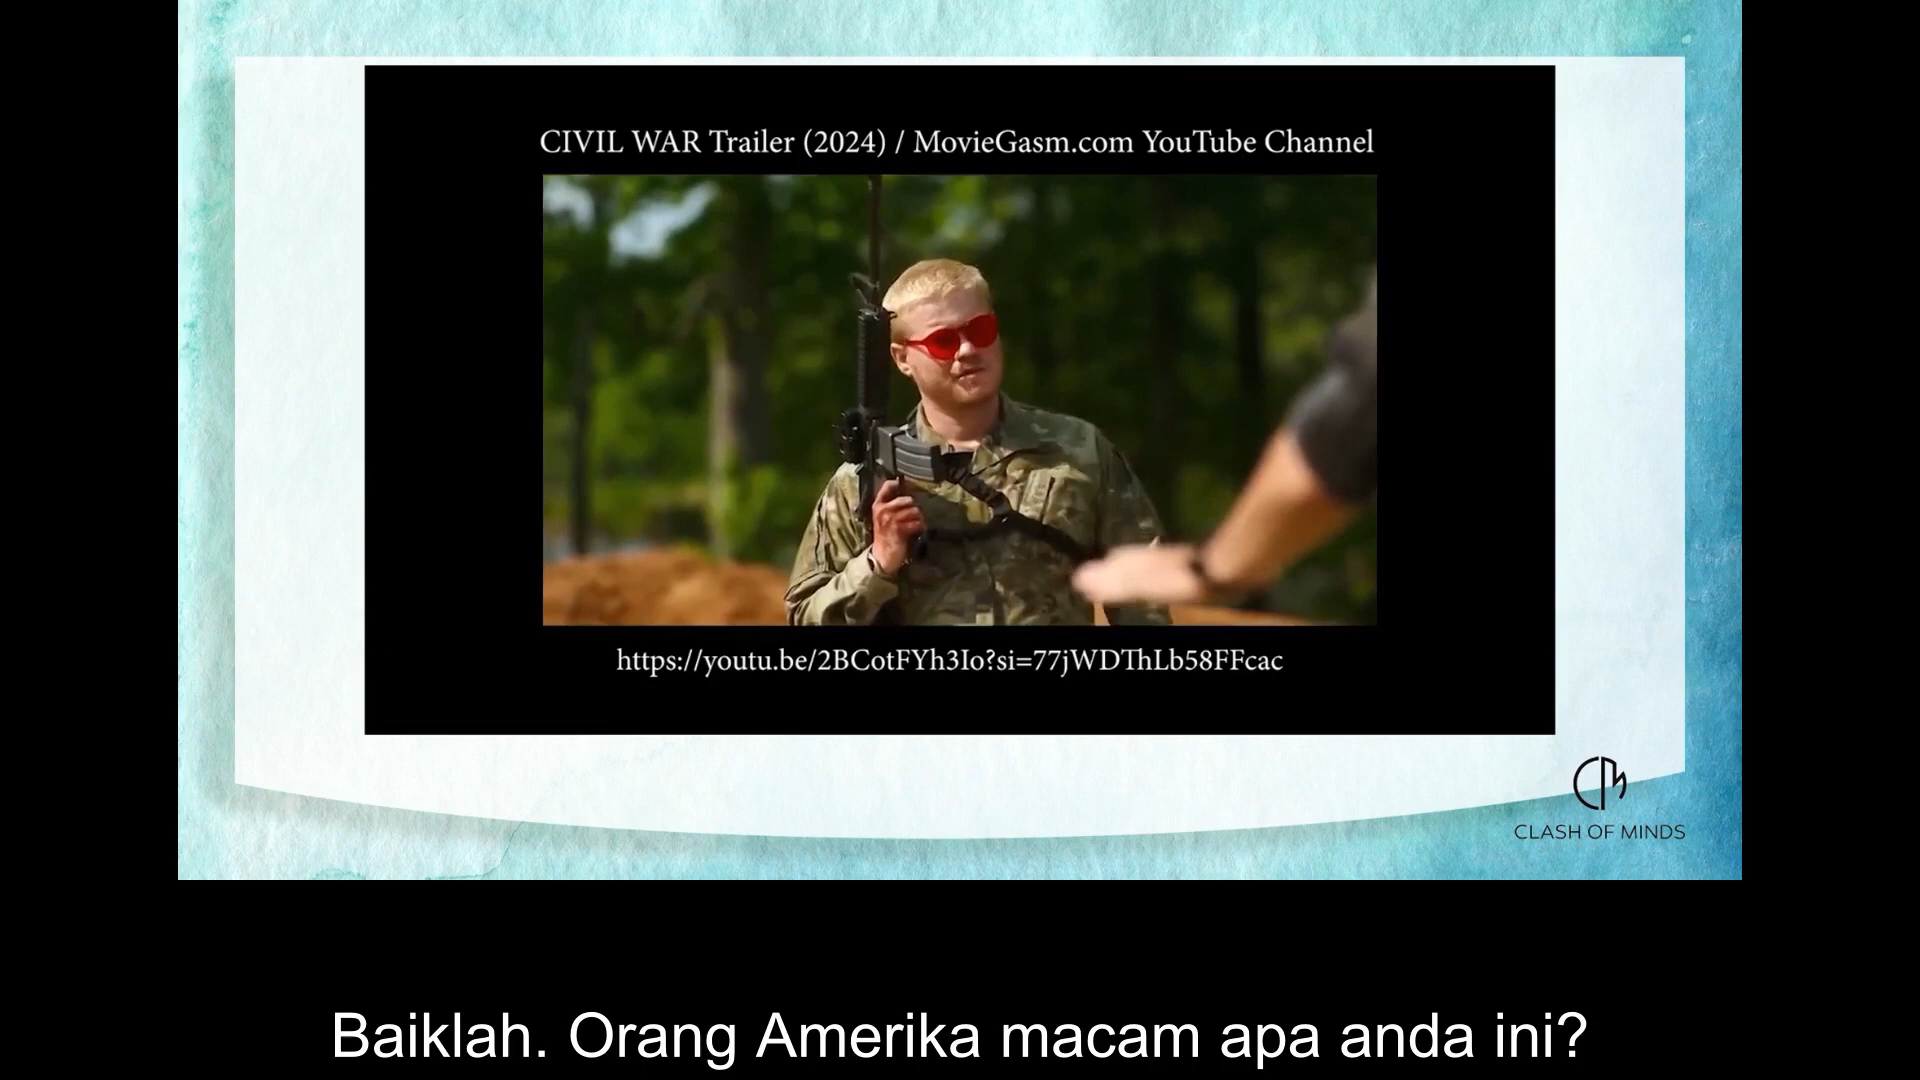 CIVIL WAR Trailer (2024) / MovieGasm.com YouTube Channel
https://youtu.be/2BCotFYh3Io?si=77jWDThLb58FFcac
CLASH OF MINDS
Baiklah. Orang Amerika macam apa anda ini?